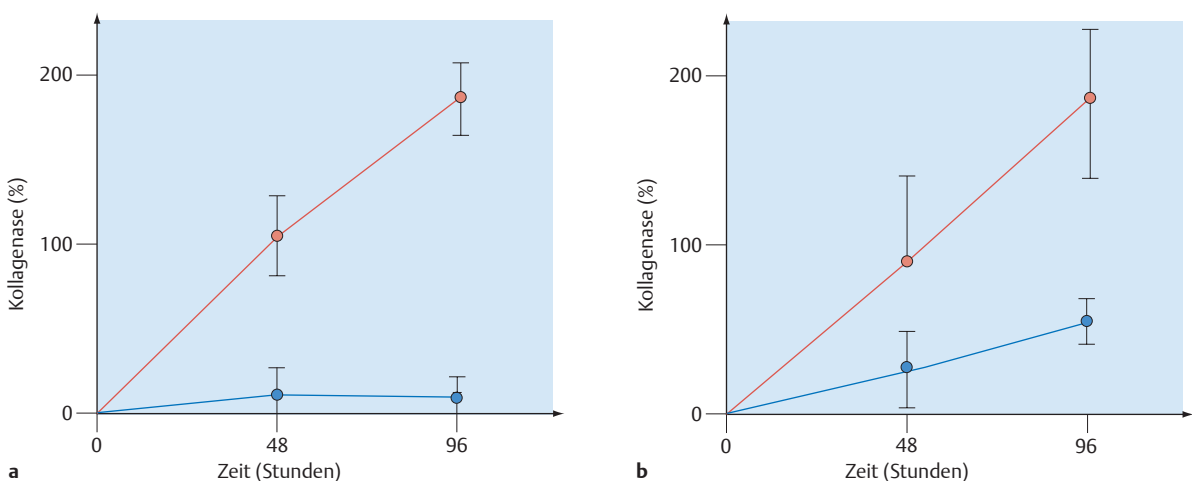 200
100
0
Kollagenase (%)
0
48
96
Zeit (Stunden)
a
200
100
0
Kollagenase (%)
0
48
96
Zeit (Stunden)
b